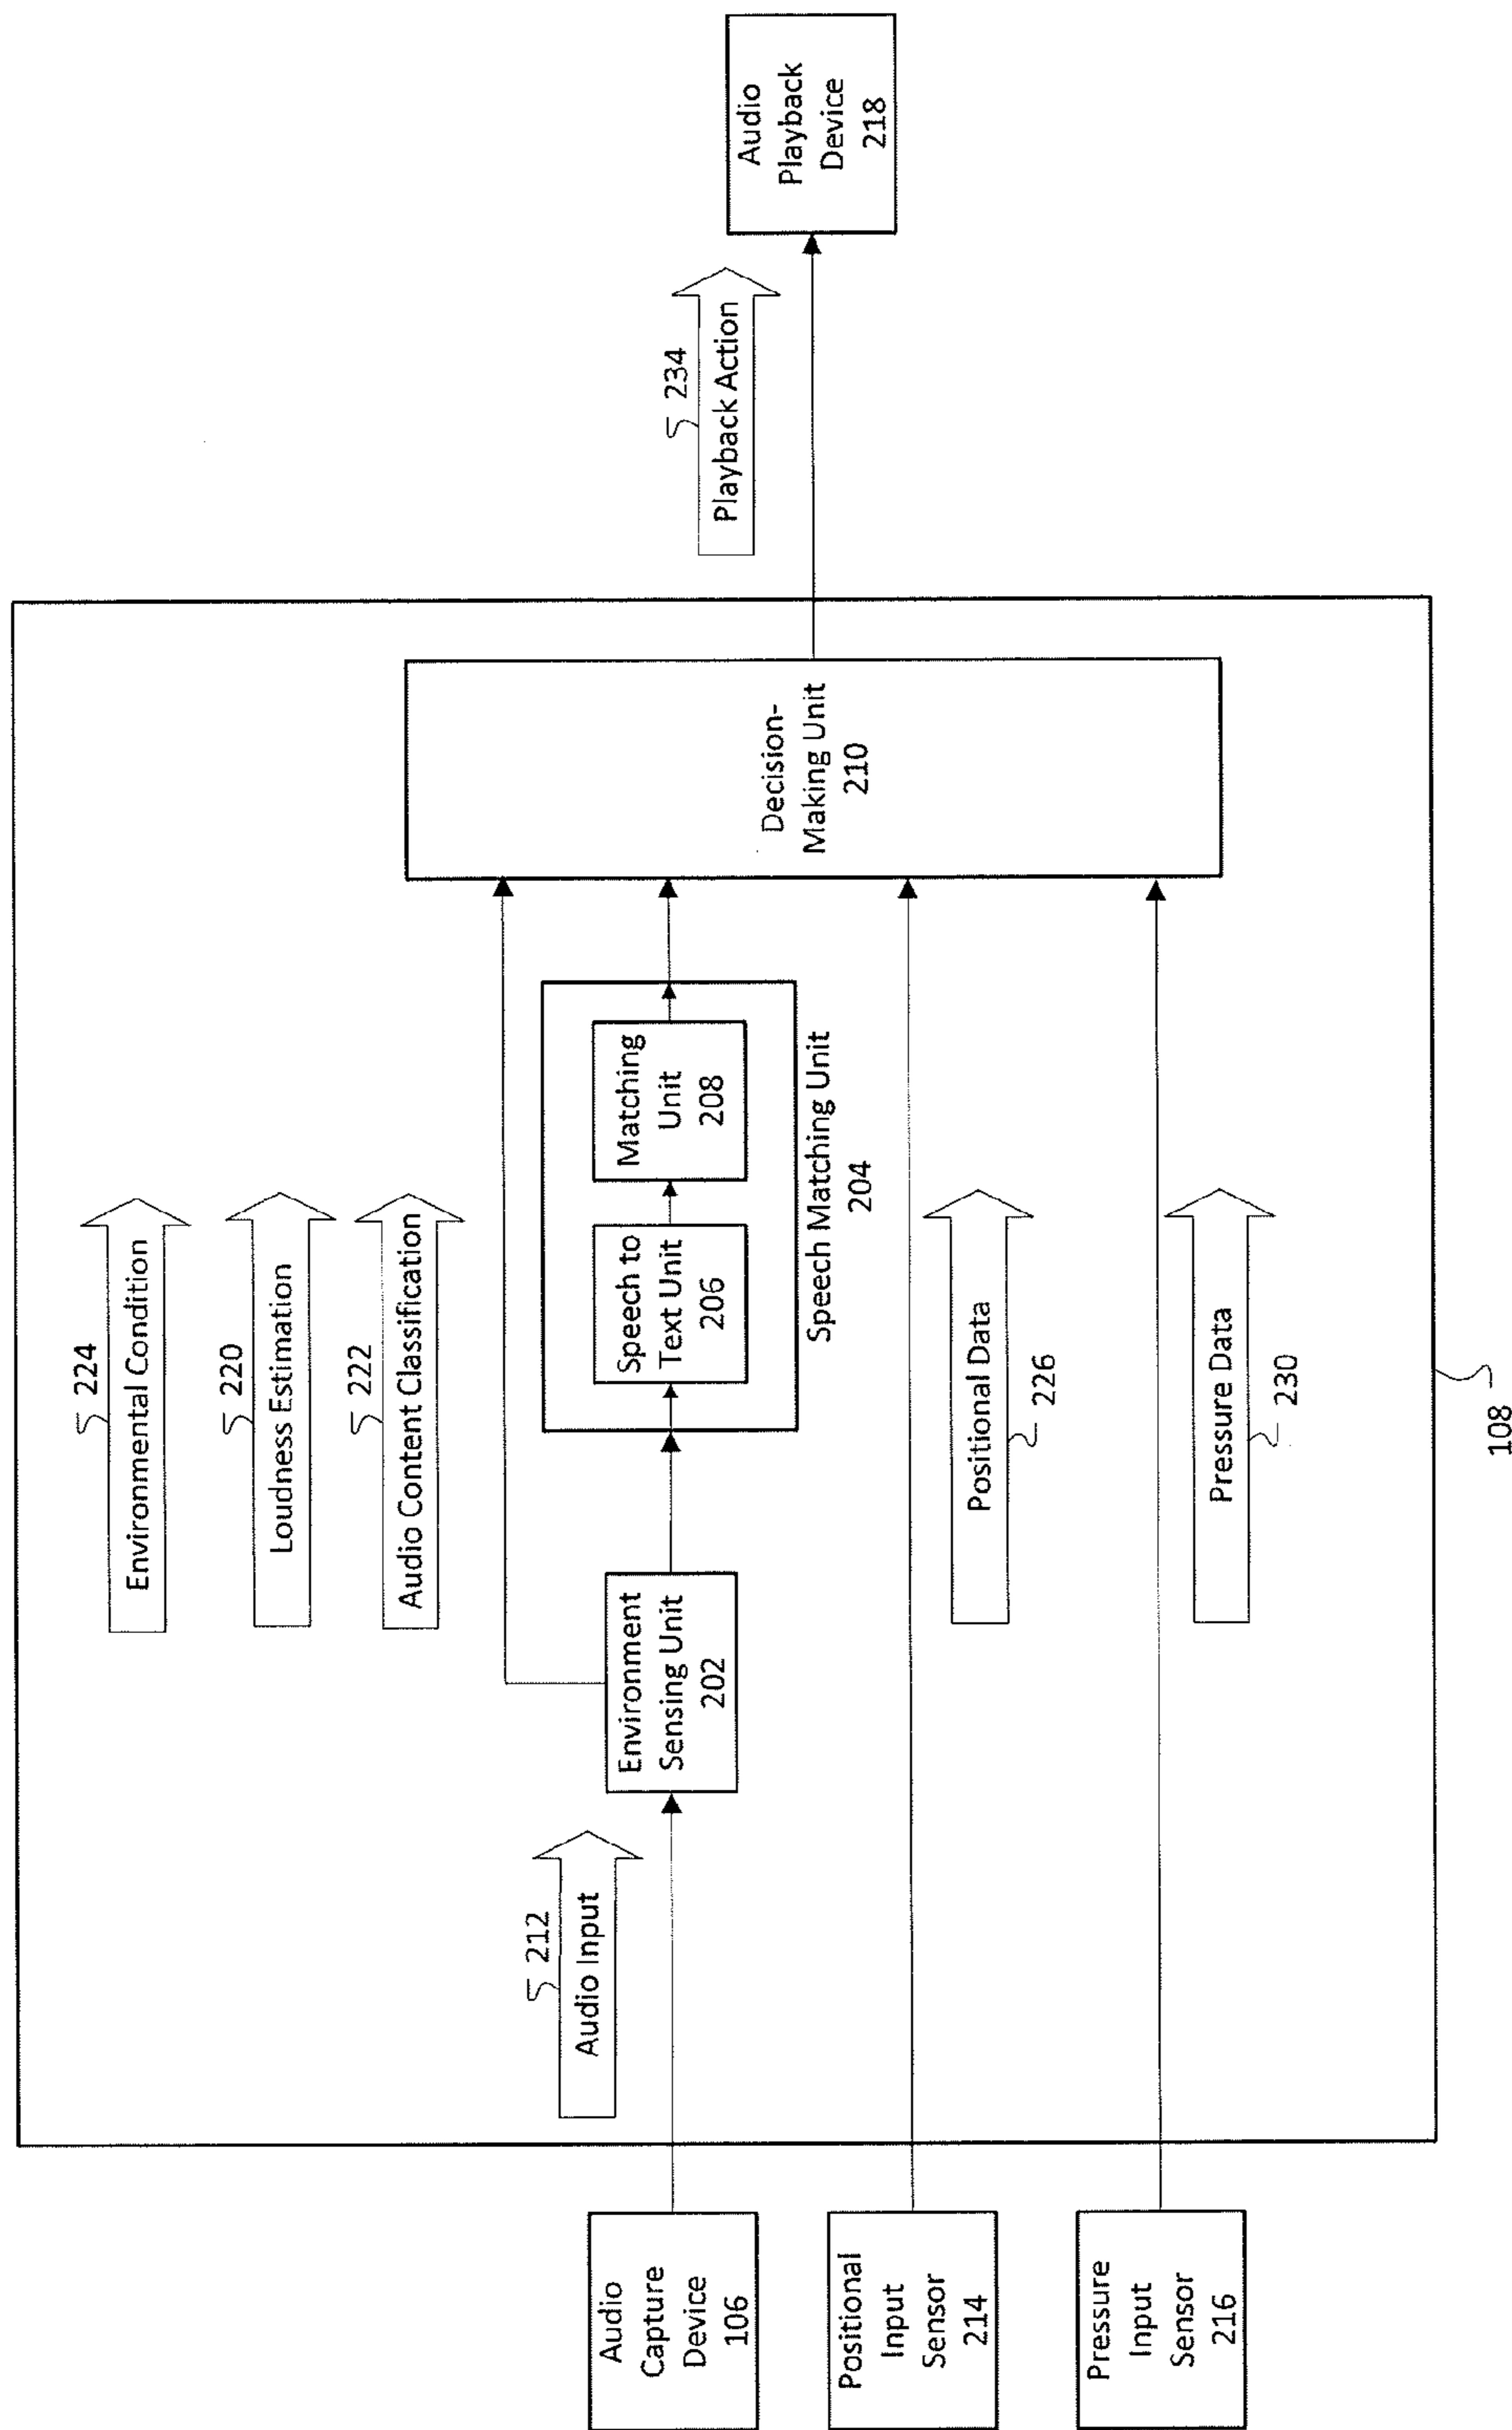 224
Environmental Condition
220
Loudness Estimation
222
Audio Content Classification
212
Audio Input
Audio
Capture
Device
106
Environment
Sensing Unit
202
Speech to
Text Unit
206
Matching
Unit
208
Speech Matching Unit
204
Decision-
Making Unit
210
234
Playback Action
Audio
Playback
Device
218
Positional
Input
Sensor
214
Positional Data
226
Pressure
Input
Sensor
216
Pressure Data
230
108